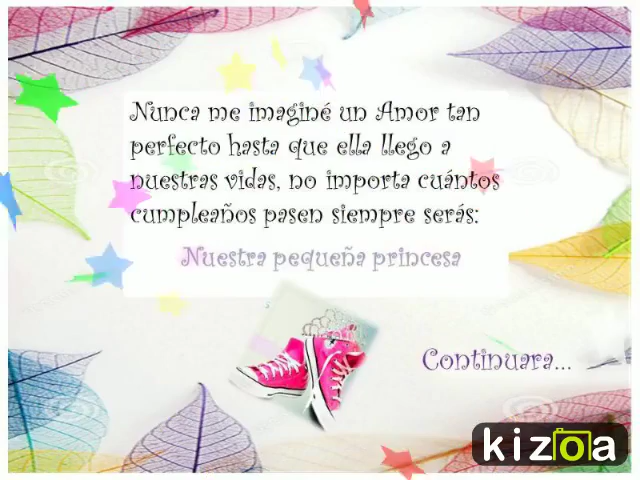 Nunca me imaginé un Amor tan
perfecto hasta que ella llego a
nuestras vidas, no importa cuántos
cumpleaños pasen siempre serás:
Nuestra pequeña princesa
Continuara...
kizoa